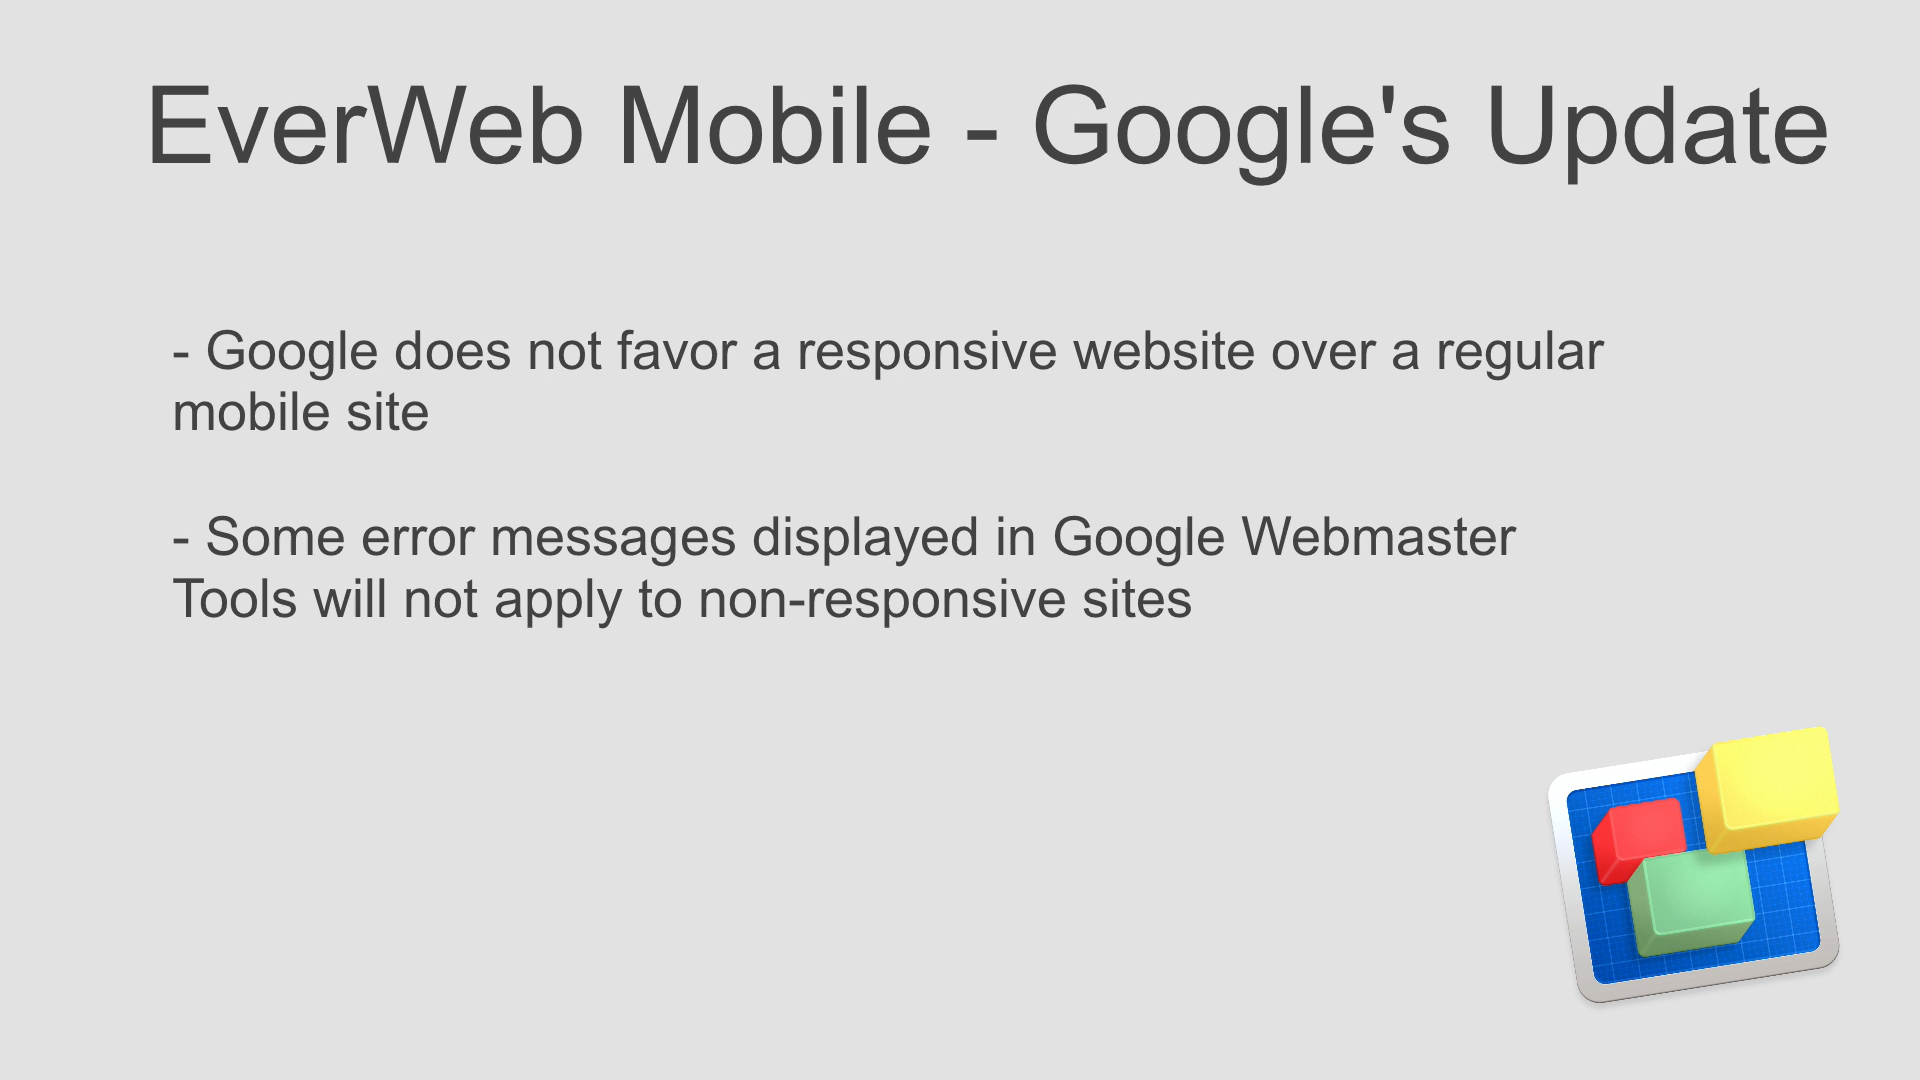 EverWeb Mobile - Google's Update
- Google does not favor a responsive website over a regular
mobile site
- Some error messages displayed in Google Webmaster
Tools will not apply to non-responsive sites